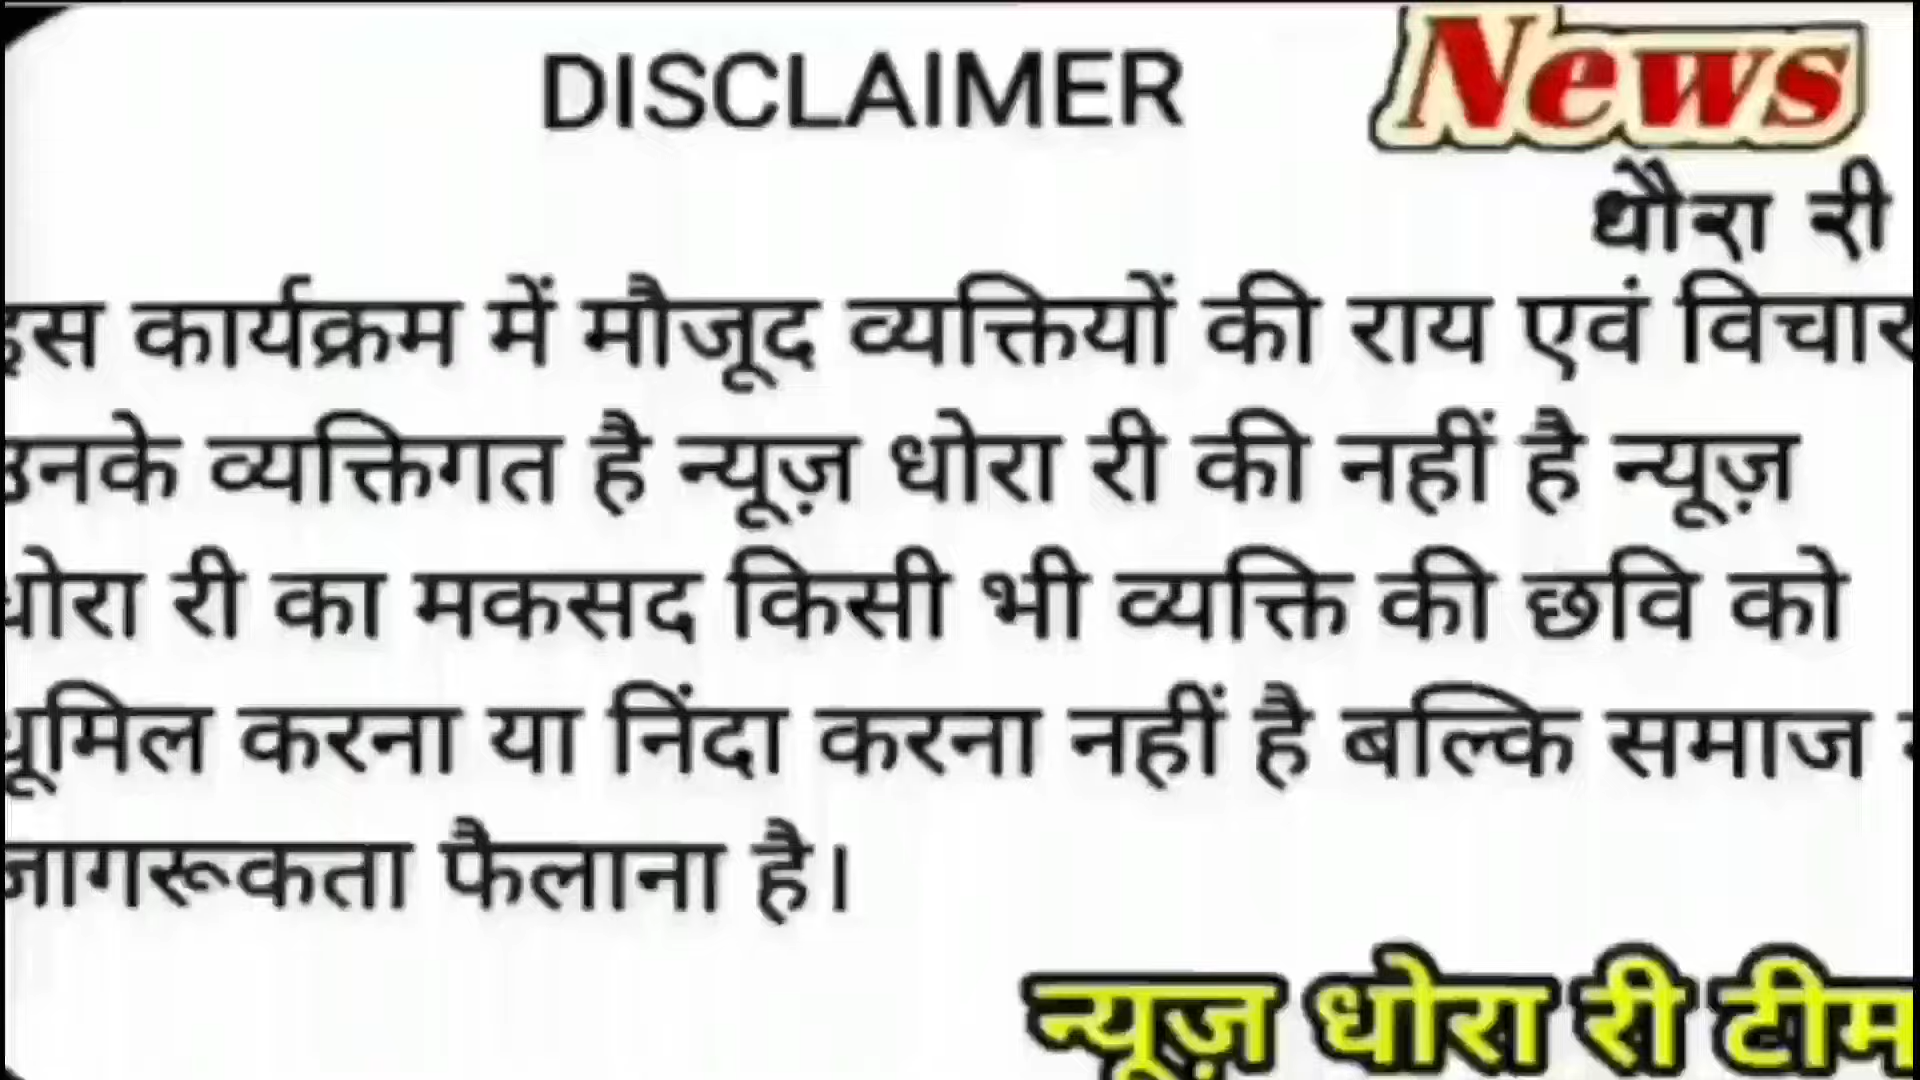 DISCLAIMER
News
धौरा री
इस कार्यक्रम में मौजूद व्यक्तियों की राय एवं विचार
उनके व्यक्तिगत है न्यूज़ धोरा री की नहीं है न्यूज़
धोरा री का मकसद किसी भी व्यक्ति की छवि को
धूमिल करना या निंदा करना नहीं है बल्कि समाज
जागरूकता फैलाना है।
न्यूज़ धोरा री टीम